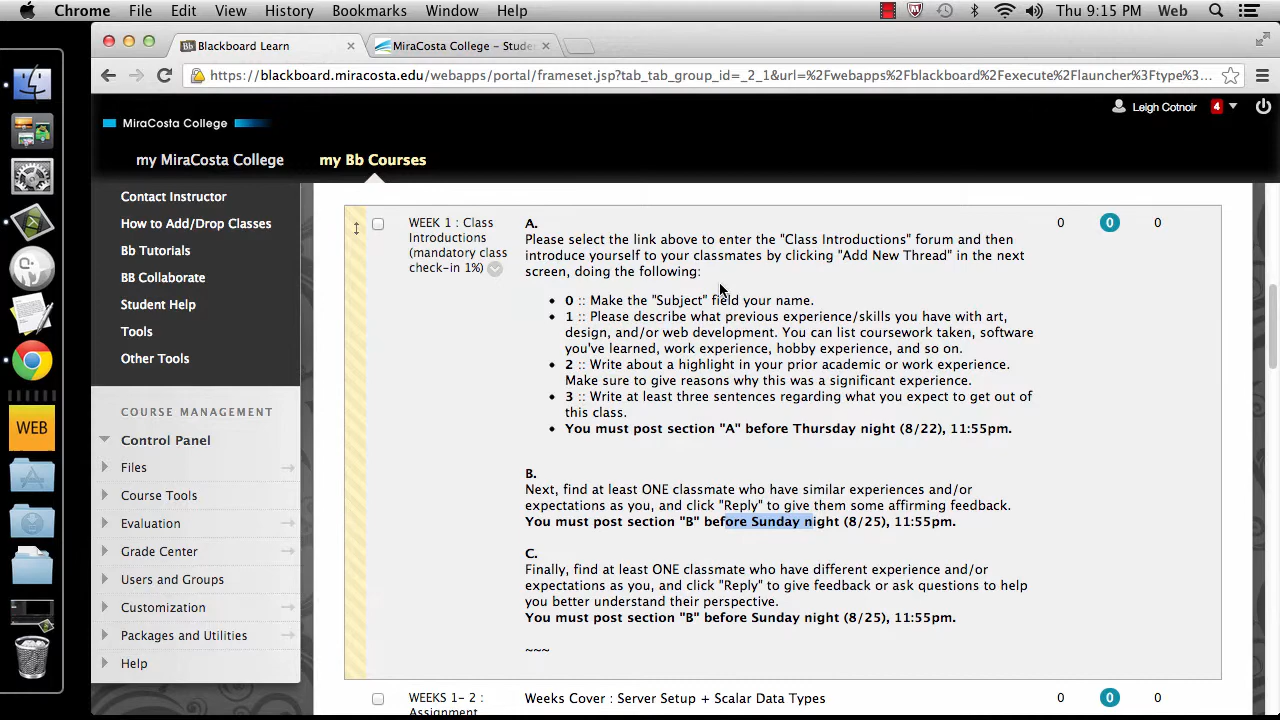 Chrome File Edit View History Bookmarks Window Help Thu 9:15 PM Web
Blackboard Learn
MiraCosta College – Stude
https://blackboard.miracosta.edu/webapps/portal/frameset.jsp?tab_tab_group_id=_2_1&url=%2Fwebapps%2Fblackboard%2Fexecute%2Flauncher%3Ftype%3...
MiraCosta College
Leigh Cotnoir 4
my MiraCosta College my Bb Courses
Contact Instructor
How to Add/Drop Classes
Bb Tutorials
BB Collaborate
Student Help
Tools
Other Tools
COURSE MANAGEMENT
Control Panel
Files
Course Tools
Evaluation
Grade Center
Users and Groups
Customization
Packages and Utilities
Help
WEB
WEEK 1 : Class
Introductions
(mandatory class
check-in 1%)
A.
Please select the link above to enter the "Class Introductions" forum and then
introduce yourself to your classmates by clicking "Add New Thread" in the next
screen, doing the following:
• 0 :: Make the "Subject" field your name.
• 1 :: Please describe what previous experience/skills you have with art,
design, and/or web development. You can list coursework taken, software
you've learned, work experience, hobby experience, and so on.
• 2 :: Write about a highlight in your prior academic or work experience.
Make sure to give reasons why this was a significant experience.
• 3 :: Write at least three sentences regarding what you expect to get out of
this class.
• You must post section "A" before Thursday night (8/22), 11:55pm.
B.
Next, find at least ONE classmate who have similar experiences and/or
expectations as you, and click "Reply" to give them some affirming feedback.
You must post section "B" before Sunday night (8/25), 11:55pm.
C.
Finally, find at least ONE classmate who have different experience and/or
expectations as you, and click "Reply" to give feedback or ask questions to help
you better understand their perspective.
You must post section "B" before Sunday night (8/25), 11:55pm.
~~~
0 0 0
WEEKS 1- 2 :
Assignment
Weeks Cover : Server Setup + Scalar Data Types
0 0 0